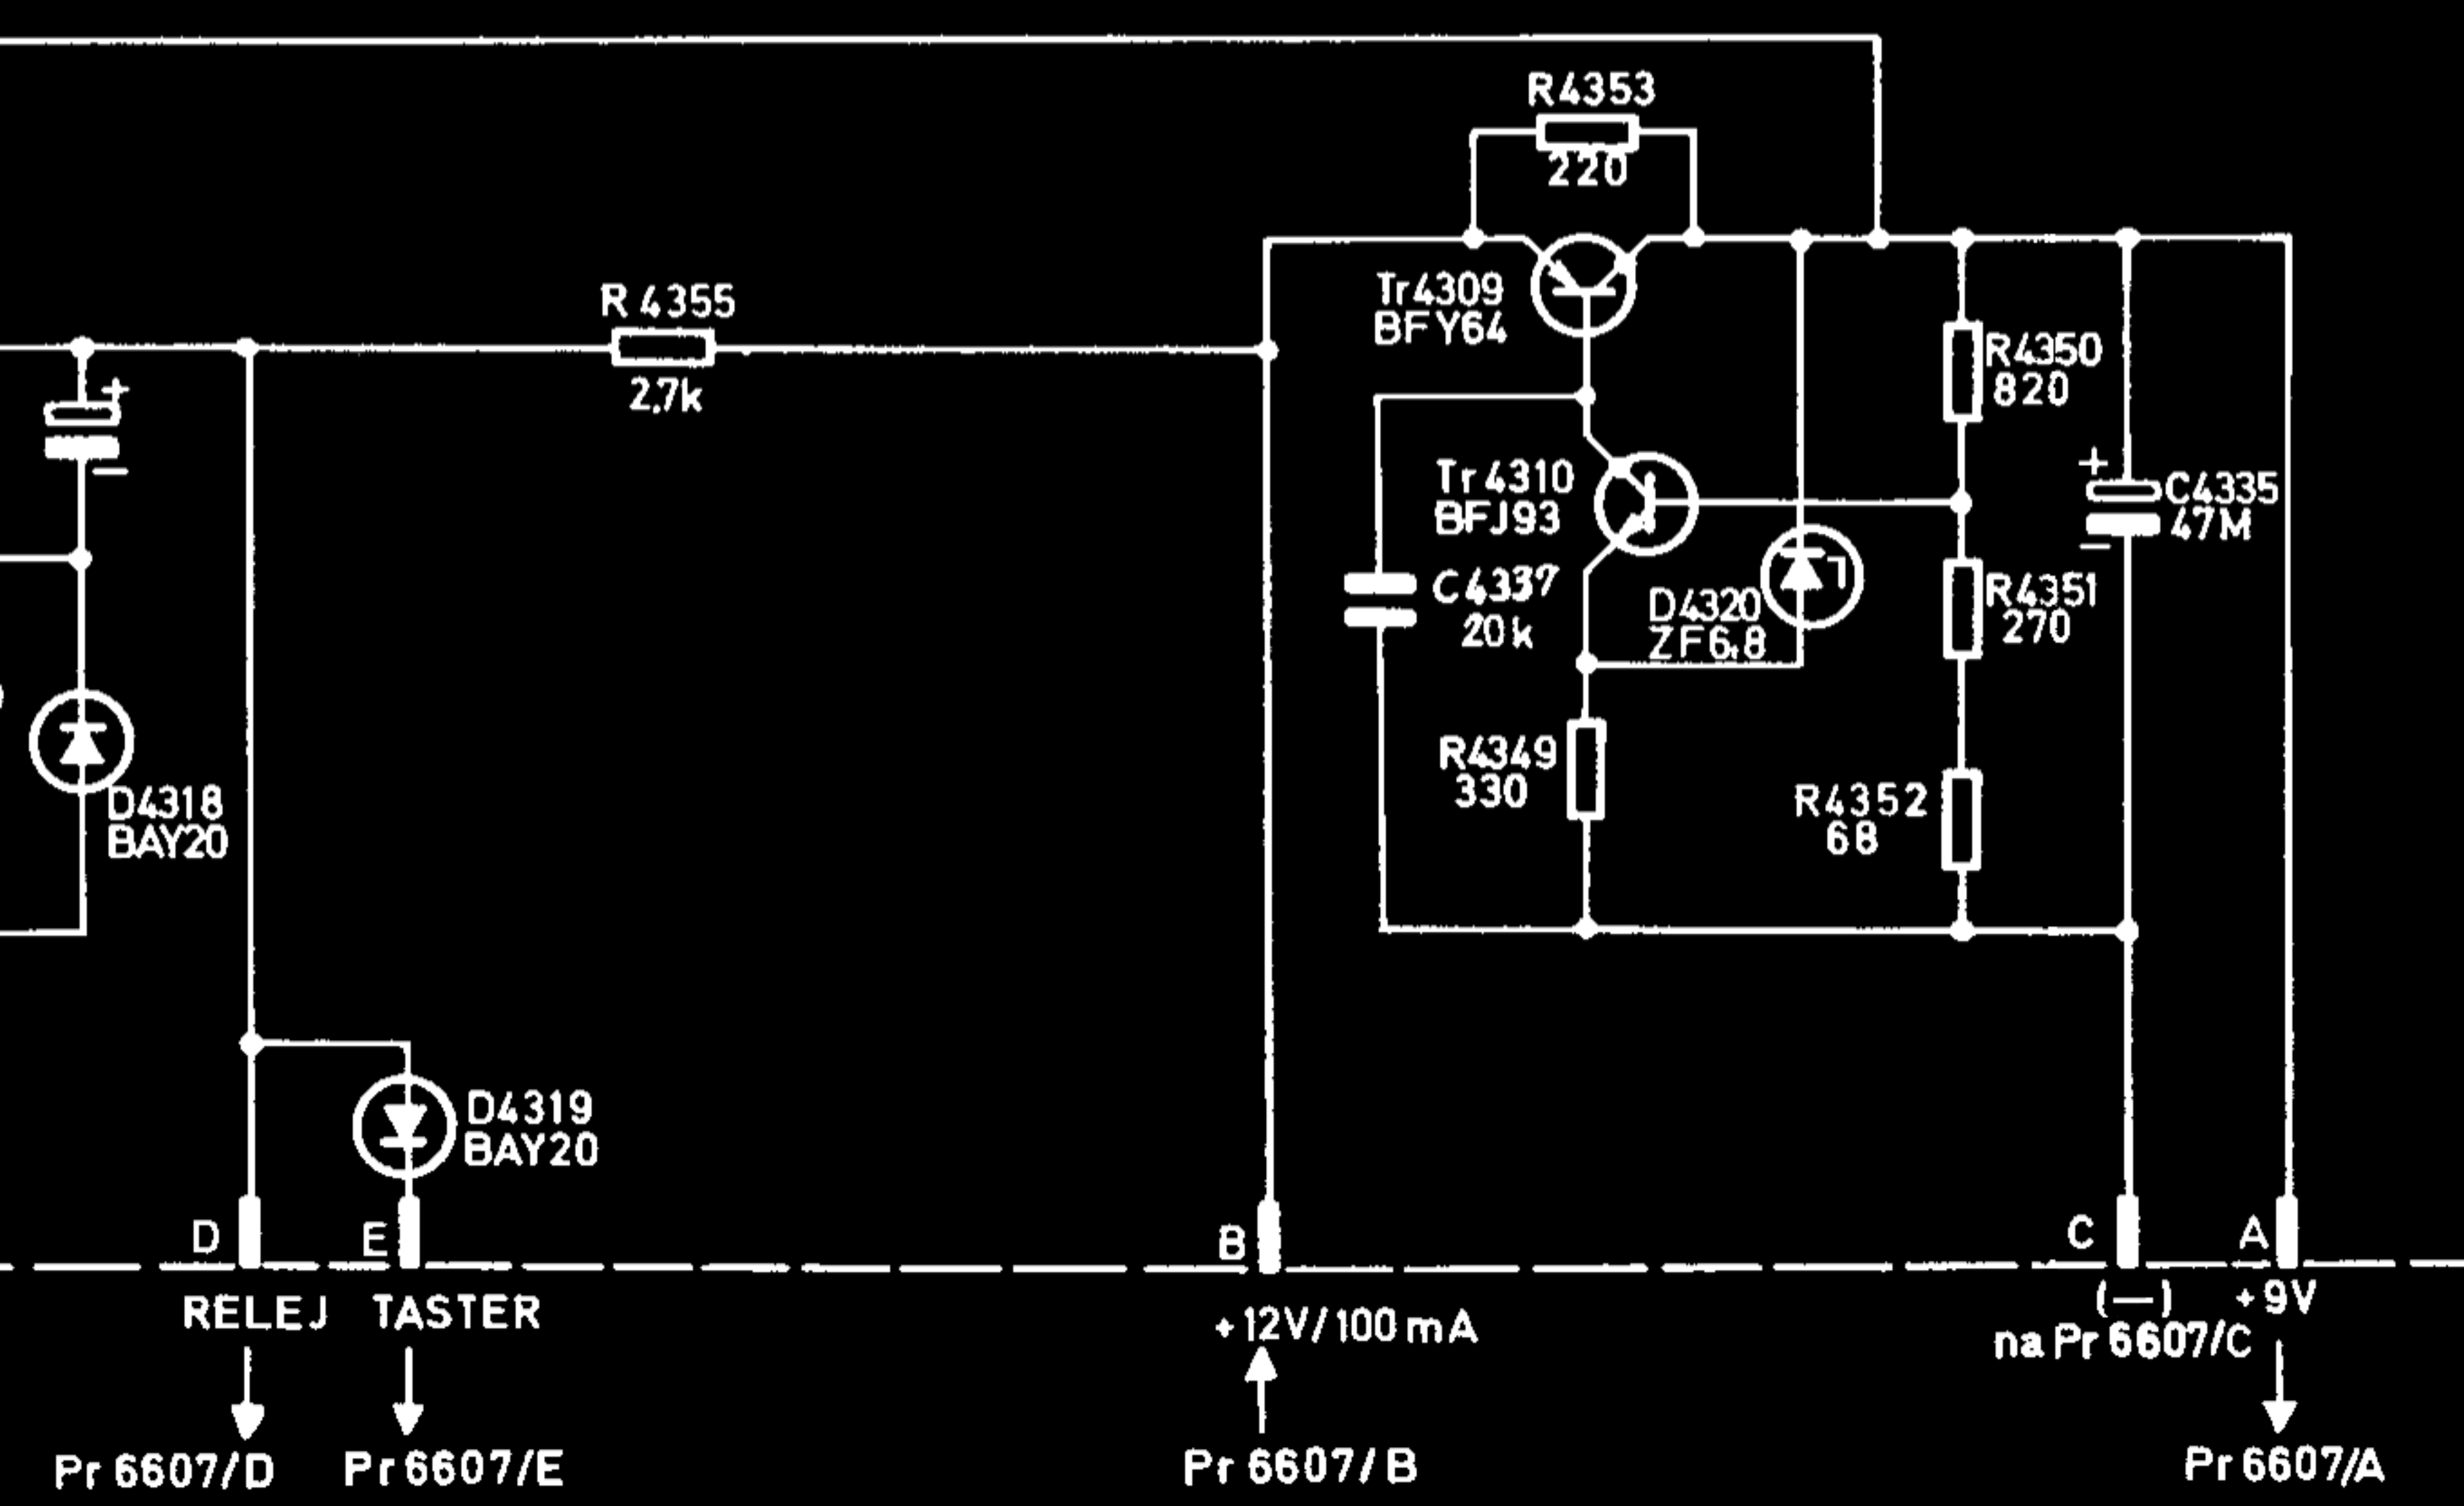 R4353
220
R 4355
2,7k
+
−
Tr4309
BFY64
R4350
820
Tr4310
BFJ93
+
−
C4335
47M
C4337
20k
D4320
ZF6,8
R4351
270
R4349
330
R4352
68
D4318
BAY20
D4319
BAY20
D
E
B
C
A
RELEJ
TASTER
+12V/100mA
(—)
+9V
na Pr 6607/C
Pr 6607/D
Pr 6607/E
Pr 6607/B
Pr 6607/A